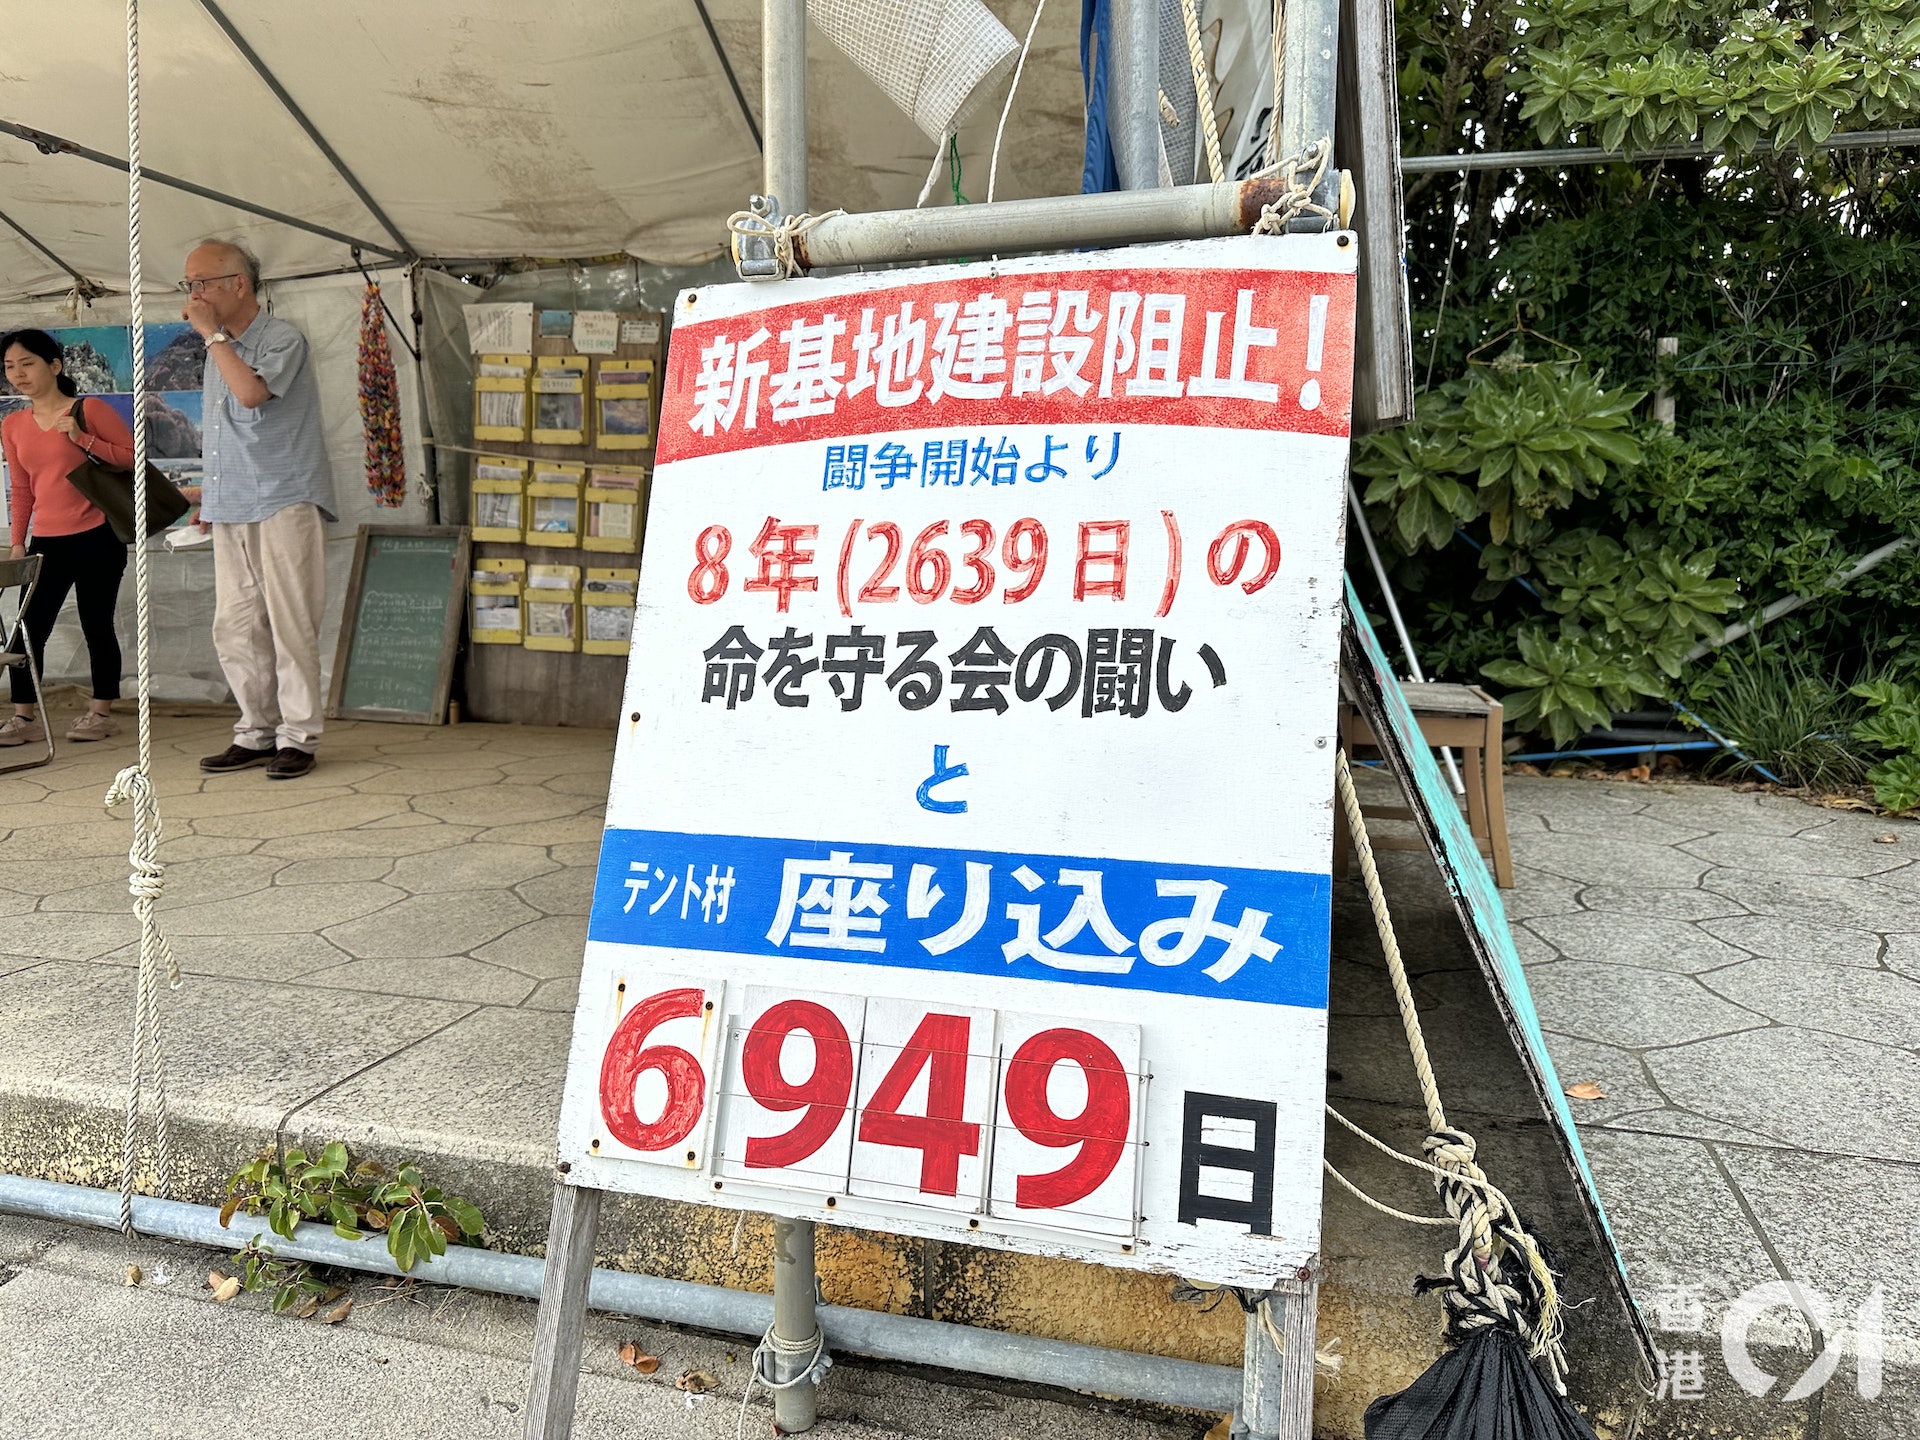 新基地建設阻止！
闘争開始より
8年(2639日)の
命を守る会の闘い
と
テント村 座り込み
6949日
香港01